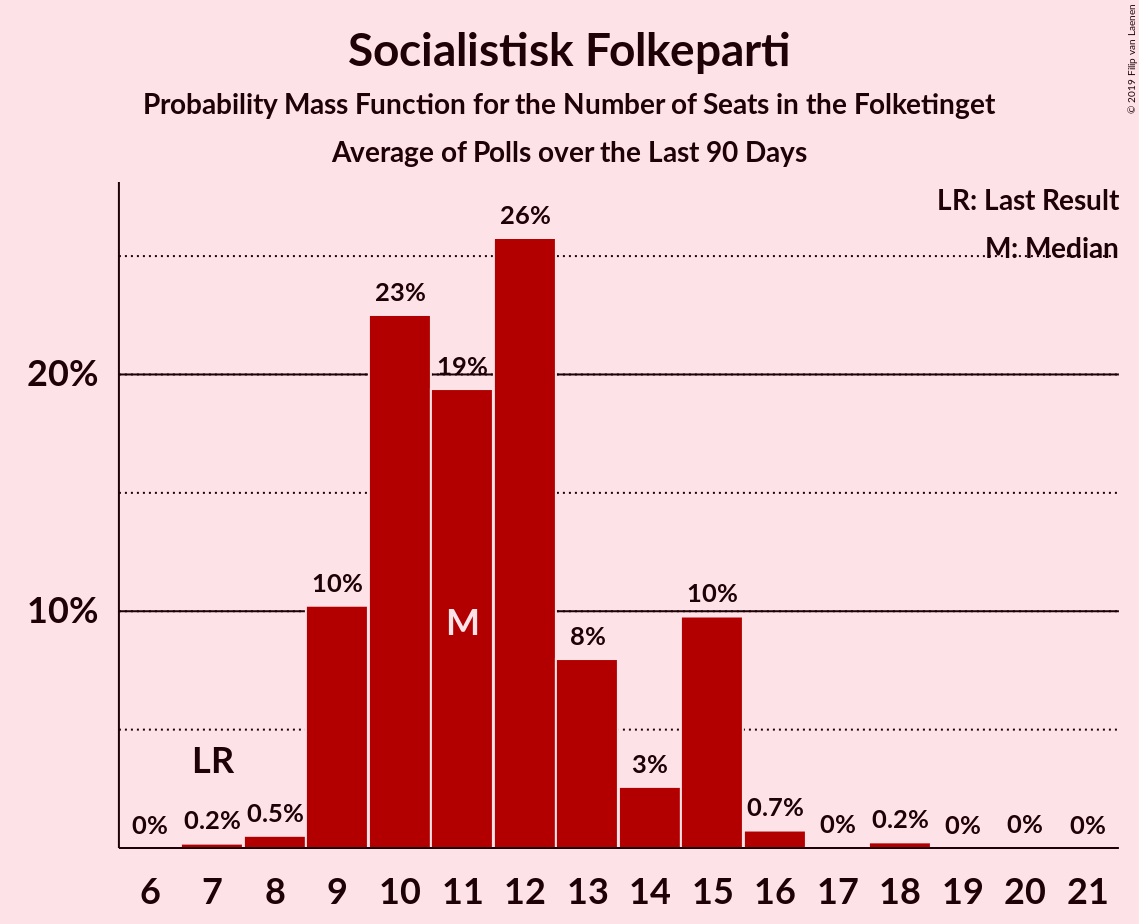 Socialistisk Folkeparti
Probability Mass Function for the Number of Seats in the Folketinget
Average of Polls over the Last 90 Days
© 2019 Filip van Laenen
LR: Last Result
M: Median
26%
23%
19%
20%
10%
10%
10%
M
8%
LR
3%
0%
0.2%
0.5%
0.7%
0%
0.2%
0%
0%
0%
6 7 8 9 10 11 12 13 14 15 16 17 18 19 20 21